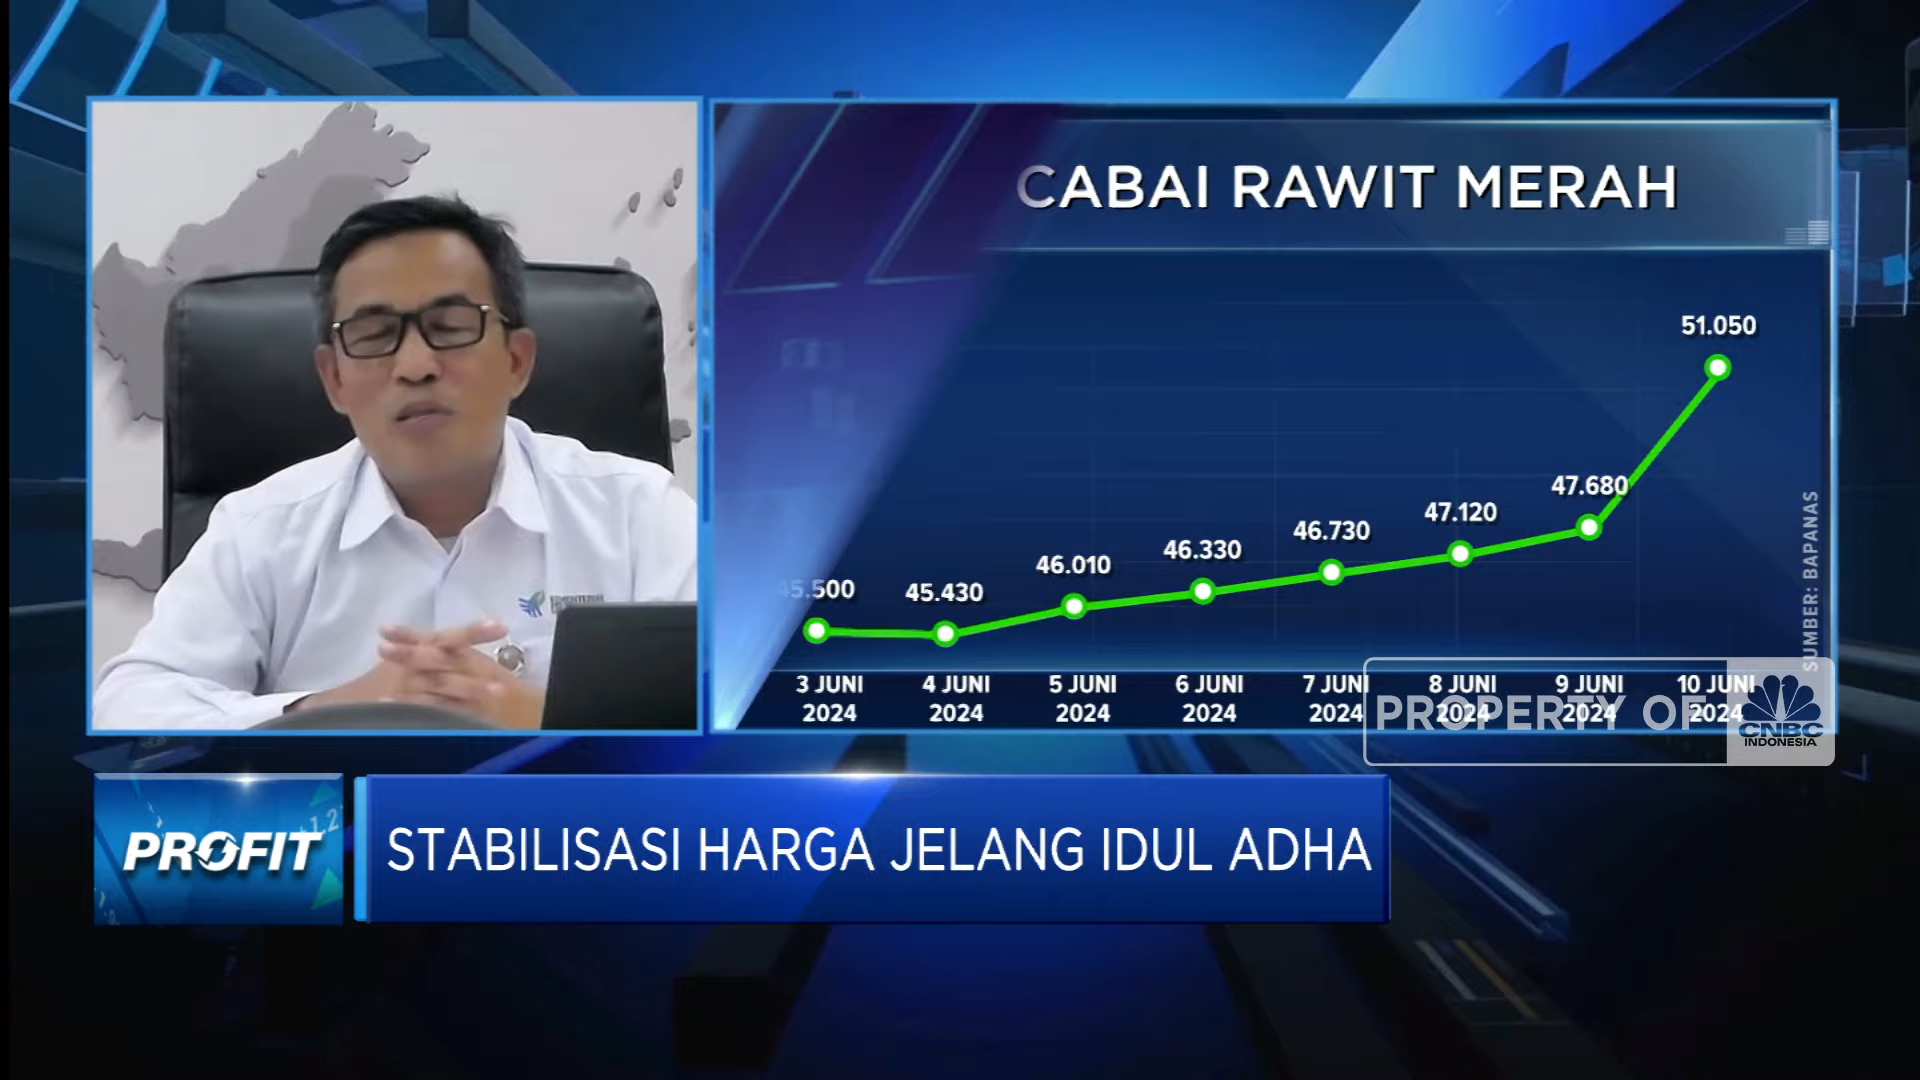 CABAI RAWIT MERAH
51.050
47.680
47.120
46.730
46.330
46.010
45.430
45.500
SUMBER: BAPANAS
3 JUNI 4 JUNI 5 JUNI 6 JUNI 7 JUNI 8 JUNI 9 JUNI 10 JUNI
2024 2024 2024 2024 2024 2024 2024 2024
PROPERTY OF
CNBC
INDONESIA
PROFIT
STABILISASI HARGA JELANG IDUL ADHA